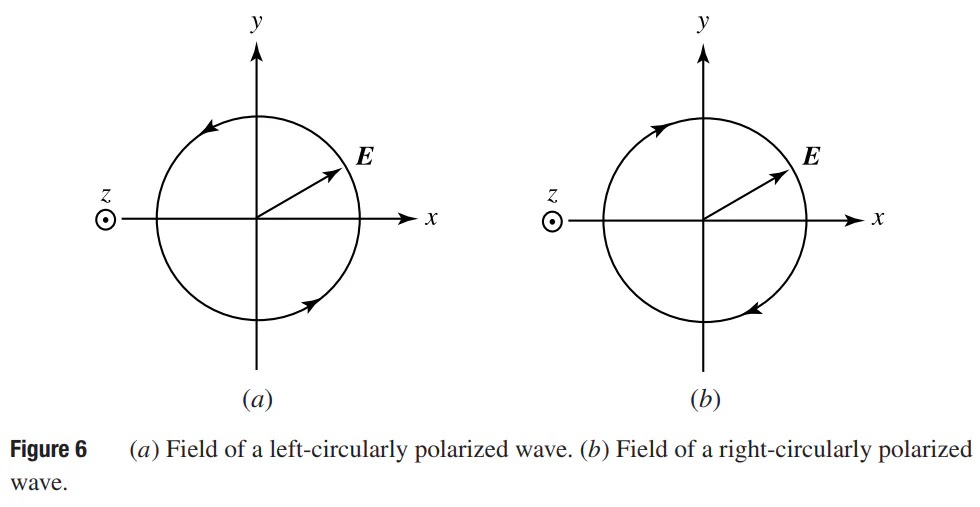 y y
E E
z z
x x
(a) (b)
Figure 6 (a) Field of a left-circularly polarized wave. (b) Field of a right-circularly polarized
wave.